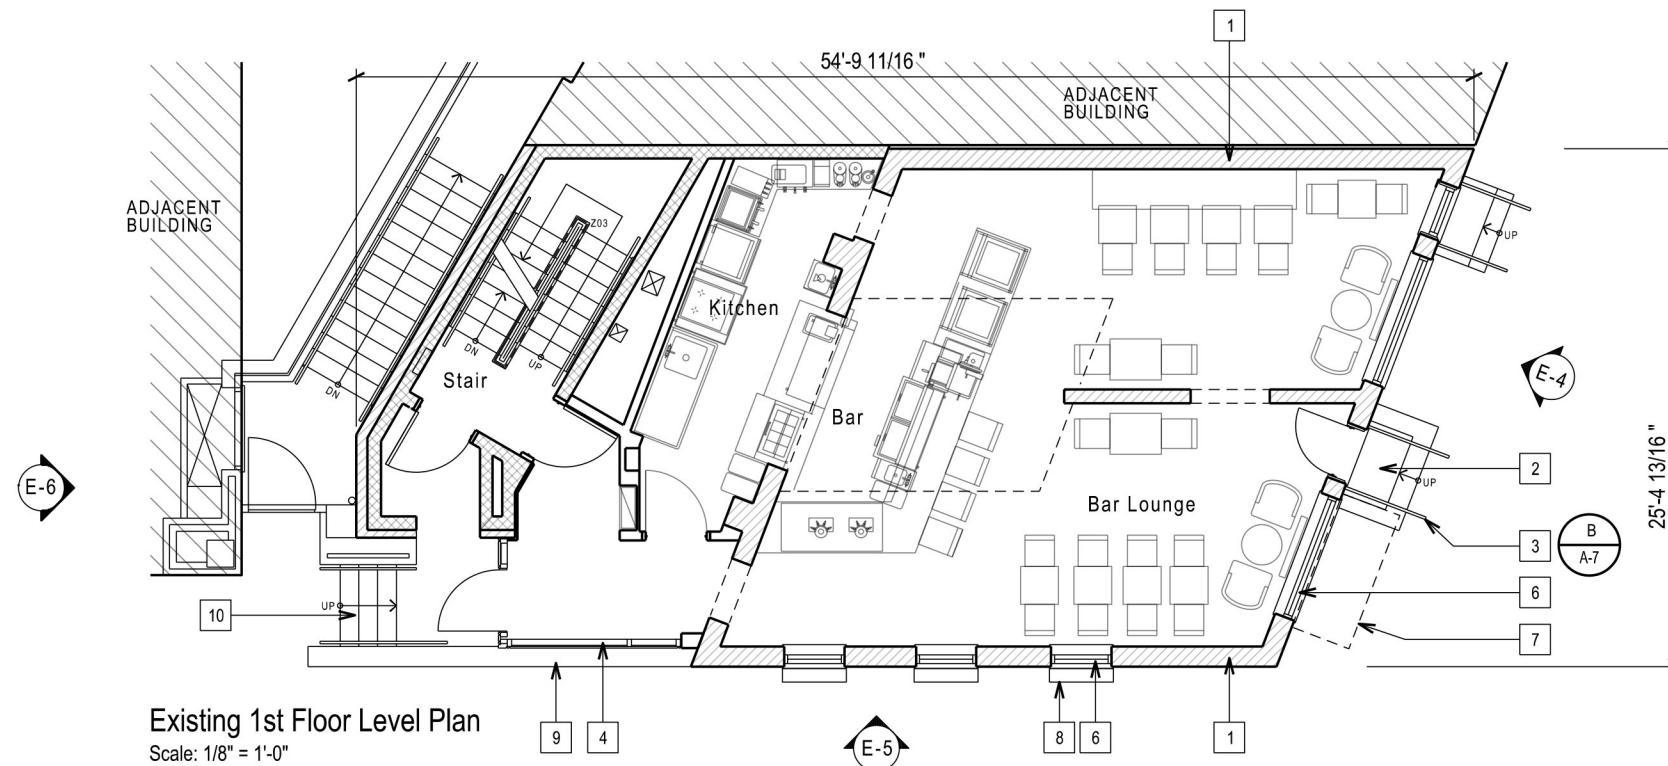 1
54'-9 11/16 "
ADJACENT
BUILDING
ADJACENT
BUILDING
Z03
UP
Kitchen
DN
UP
Stair
DN
Bar
E-4
25'-4 13/16 "
2
UP
E-6
Bar Lounge
3
B
A-7
6
10
UP
7
Existing 1st Floor Level Plan
Scale: 1/8" = 1'-0"
9
4
E-5
8
6
1